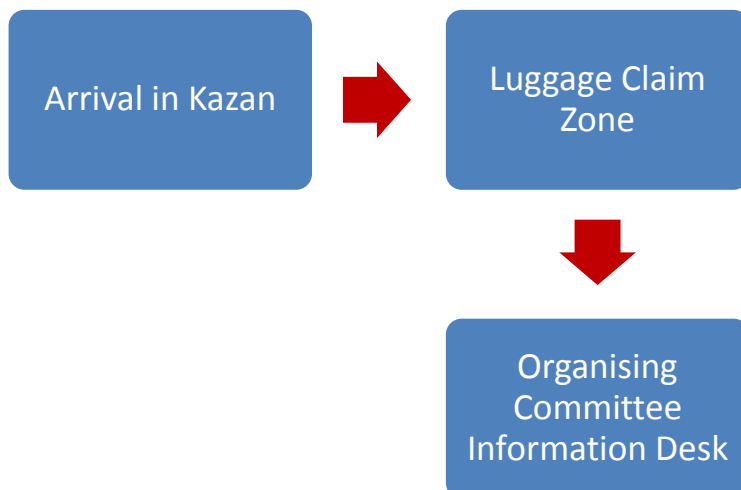 Arrival in Kazan
Luggage Claim
Zone
Organising
Committee
Information Desk